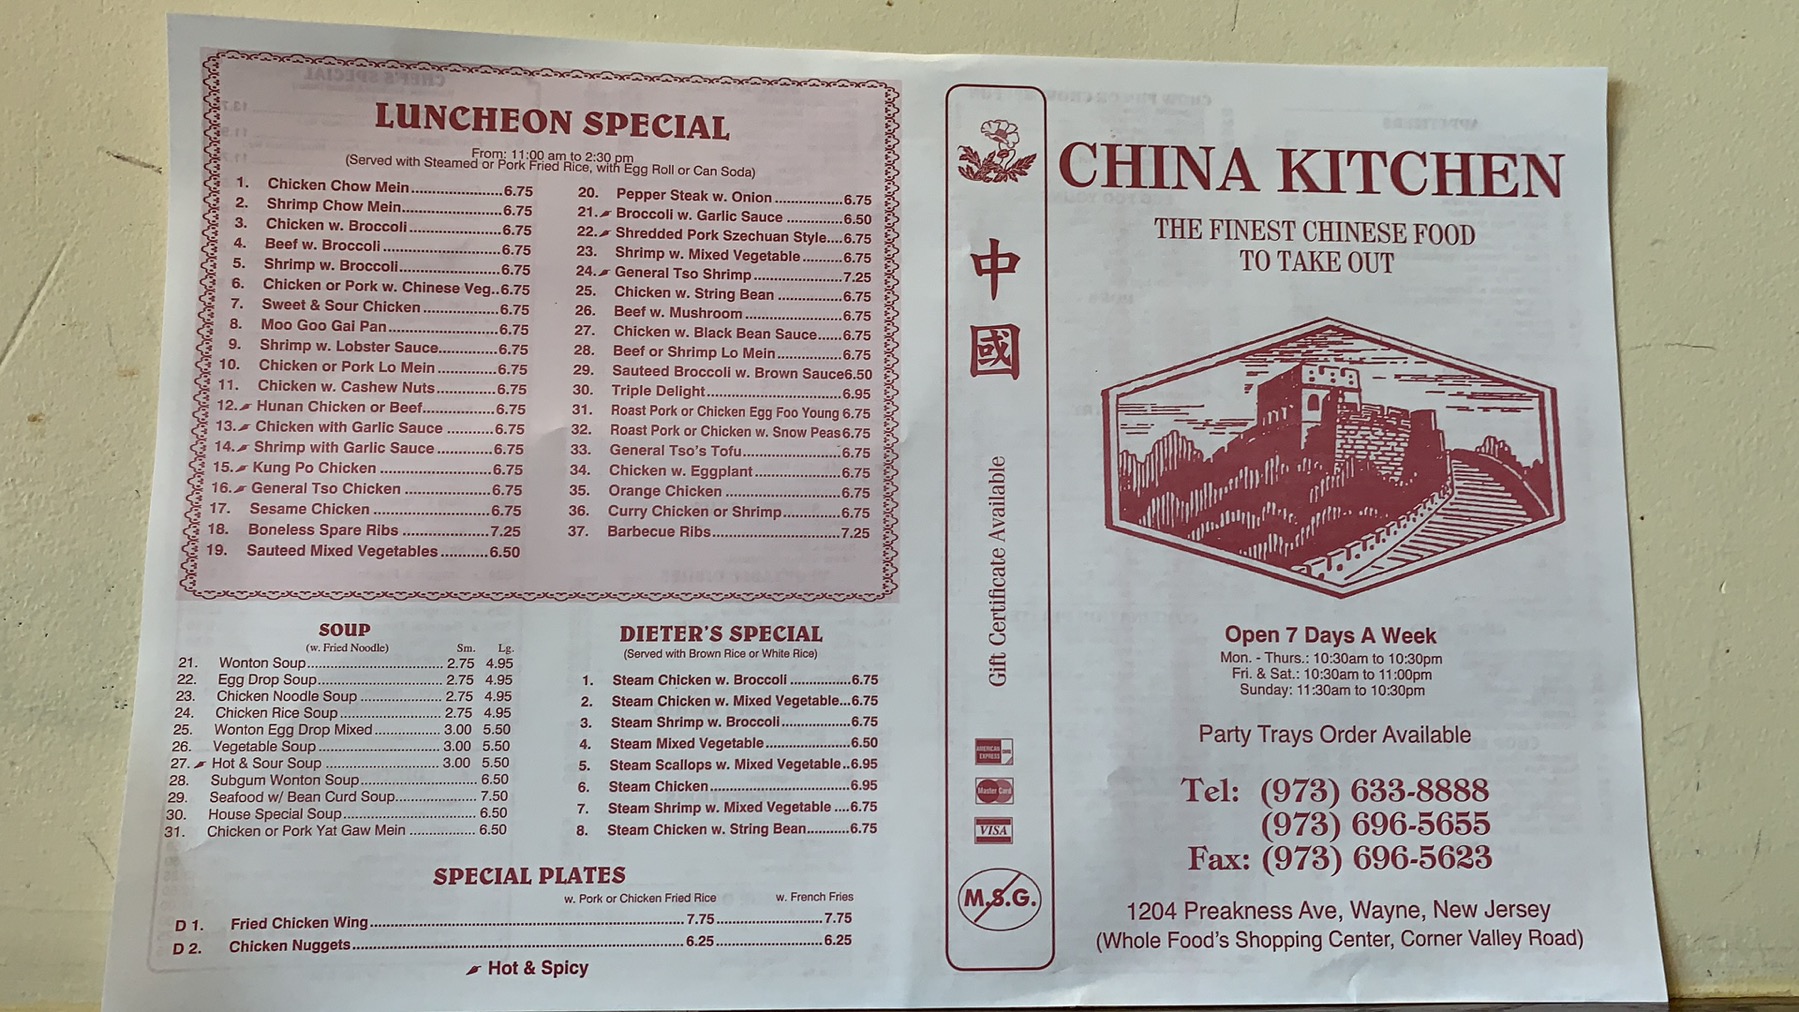 LUNCHEON SPECIAL
From: 11:00 am to 2:30 pm
(Served with Steamed or Pork Fried Rice, with Egg Roll or Can Soda)
1. Chicken Chow Mein 6.75
2. Shrimp Chow Mein 6.75
3. Chicken w. Broccoli 6.75
4. Beef w. Broccoli 6.75
5. Shrimp w. Broccoli 6.75
6. Chicken or Pork w. Chinese Veg..6.75
7. Sweet & Sour Chicken 6.75
8. Moo Goo Gai Pan 6.75
9. Shrimp w. Lobster Sauce 6.75
10. Chicken or Pork Lo Mein 6.75
11. Chicken w. Cashew Nuts 6.75
12. Hunan Chicken or Beef 6.75
13. Chicken with Garlic Sauce 6.75
14. Shrimp with Garlic Sauce 6.75
15. Kung Po Chicken 6.75
16. General Tso Chicken 6.75
17. Sesame Chicken 6.75
18. Boneless Spare Ribs 7.25
19. Sauteed Mixed Vegetables 6.50
20. Pepper Steak w. Onion 6.75
21. Broccoli w. Garlic Sauce 6.50
22. Shredded Pork Szechuan Style 6.75
23. Shrimp w. Mixed Vegetable 6.75
24. General Tso Shrimp 7.25
25. Chicken w. String Bean 6.75
26. Beef w. Mushroom 6.75
27. Chicken w. Black Bean Sauce 6.75
28. Beef or Shrimp Lo Mein 6.75
29. Sauteed Broccoli w. Brown Sauce 6.50
30. Triple Delight 6.95
31. Roast Pork or Chicken Egg Foo Young 6.75
32. Roast Pork or Chicken w. Snow Peas 6.75
33. General Tso's Tofu 6.75
34. Chicken w. Eggplant 6.75
35. Orange Chicken 6.75
36. Curry Chicken or Shrimp 6.75
37. Barbecue Ribs 7.25
SOUP
(w. Fried Noodle) Sm. Lg.
21. Wonton Soup 2.75 4.95
22. Egg Drop Soup 2.75 4.95
23. Chicken Noodle Soup 2.75 4.95
24. Chicken Rice Soup 2.75 4.95
25. Wonton Egg Drop Mixed 3.00 5.50
26. Vegetable Soup 3.00 5.50
27. Hot & Sour Soup 3.00 5.50
28. Subgum Wonton Soup 6.50
29. Seafood w/ Bean Curd Soup 7.50
30. House Special Soup 6.50
31. Chicken or Pork Yat Gaw Mein 6.50
DIETER'S SPECIAL
(Served with Brown Rice or White Rice)
1. Steam Chicken w. Broccoli 6.75
2. Steam Chicken w. Mixed Vegetable 6.75
3. Steam Shrimp w. Broccoli 6.75
4. Steam Mixed Vegetable 6.50
5. Steam Scallops w. Mixed Vegetable 6.95
6. Steam Chicken 6.95
7. Steam Shrimp w. Mixed Vegetable 6.75
8. Steam Chicken w. String Bean 6.75
SPECIAL PLATES
w. Pork or Chicken Fried Rice w. French Fries
D 1. Fried Chicken Wing 7.75 7.75
D 2. Chicken Nuggets 6.25 6.25
Hot & Spicy
中
國
Gift Certificate Available
AMERICAN EXPRESS
Master Card
VISA
M.S.G.
CHINA KITCHEN
THE FINEST CHINESE FOOD
TO TAKE OUT
Open 7 Days A Week
Mon. - Thurs.: 10:30am to 10:30pm
Fri. & Sat.: 10:30am to 11:00pm
Sunday: 11:30am to 10:30pm
Party Trays Order Available
Tel: (973) 633-8888
(973) 696-5655
Fax: (973) 696-5623
1204 Preakness Ave, Wayne, New Jersey
(Whole Food's Shopping Center, Corner Valley Road)